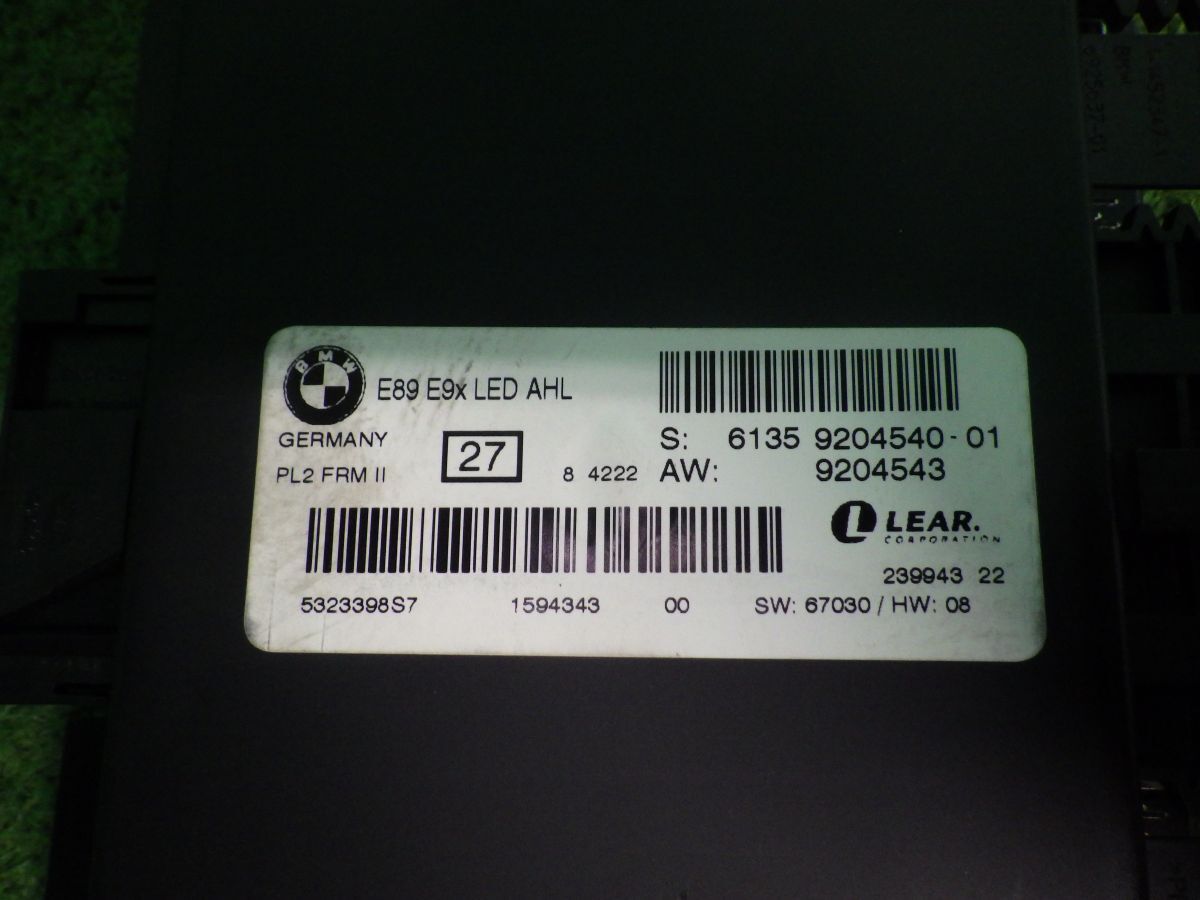 BMW
E89 E9x LED AHL
GERMANY
PL2 FRM II
27
8 4222
S: 6135 9204540-01
AW: 9204543
LEAR.
CORPORATION
239943 22
5323398S7 1594343 00 SW: 67030 / HW: 08
BMW